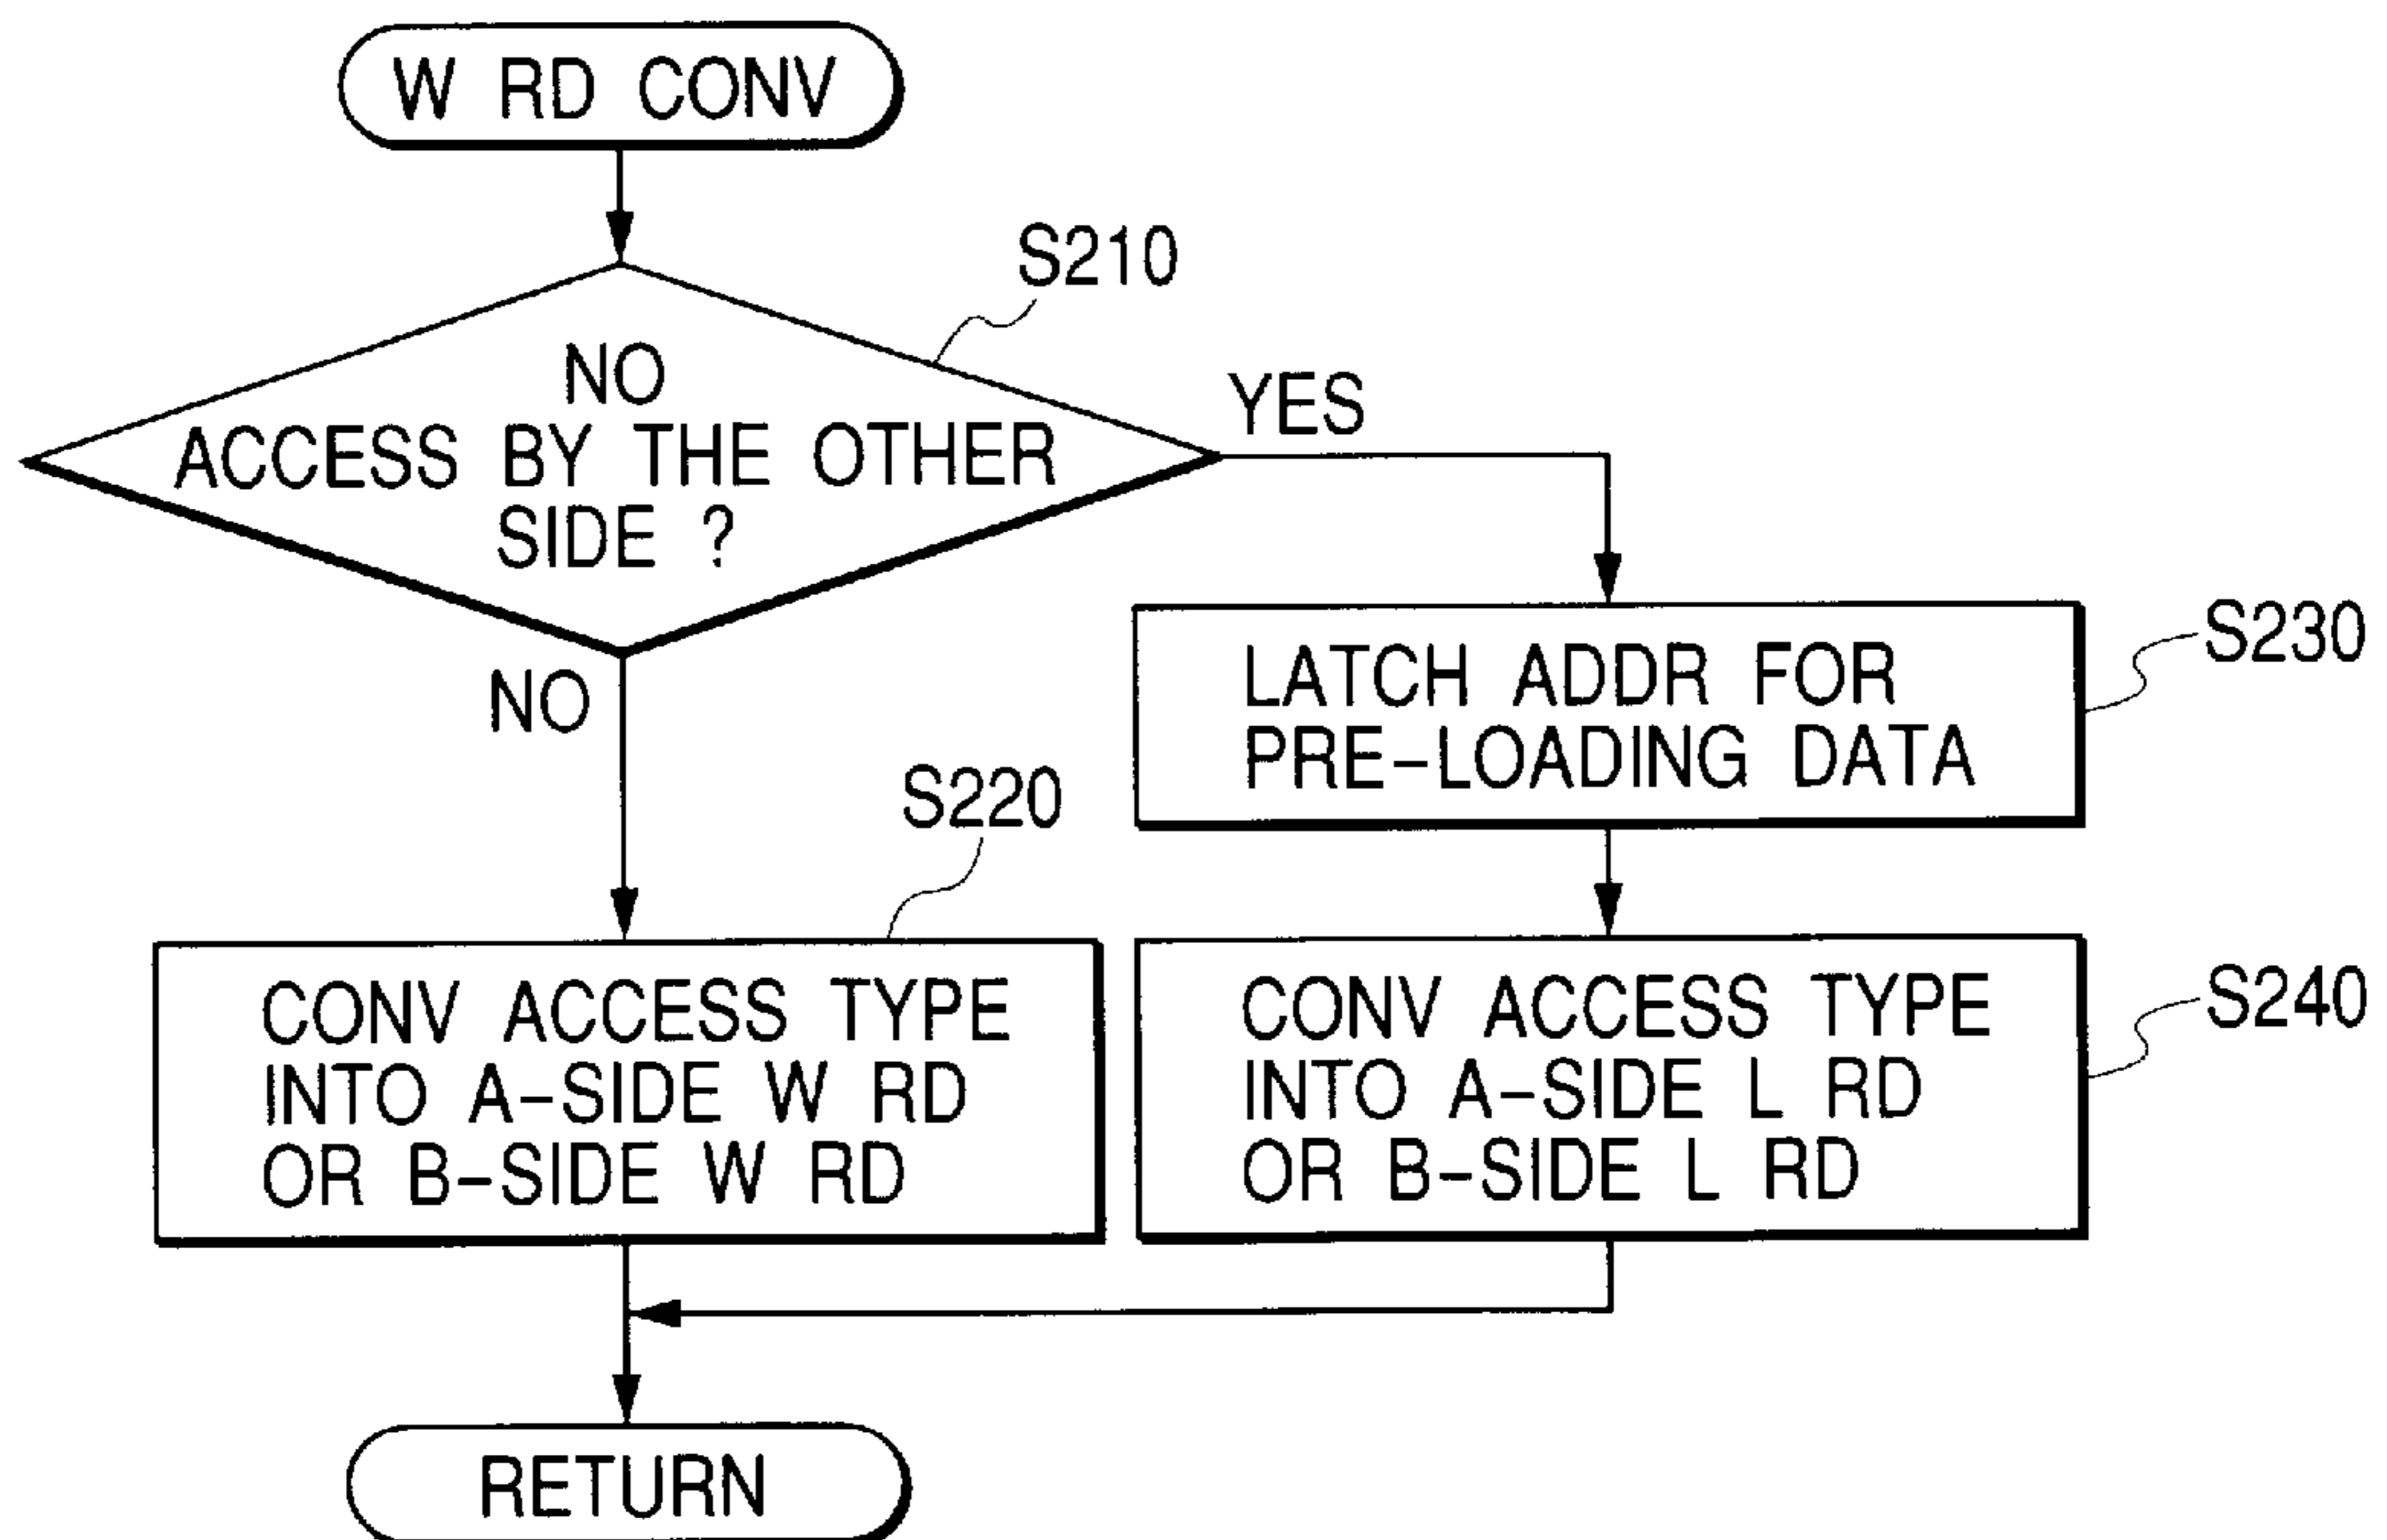 W RD CONV
S210
NO
ACCESS BY THE OTHER
SIDE ?
YES
NO
S230
LATCH ADDR FOR
PRE-LOADING DATA
S220
CONV ACCESS TYPE
INTO A-SIDE W RD
OR B-SIDE W RD
S240
CONV ACCESS TYPE
INTO A-SIDE L RD
OR B-SIDE L RD
RETURN